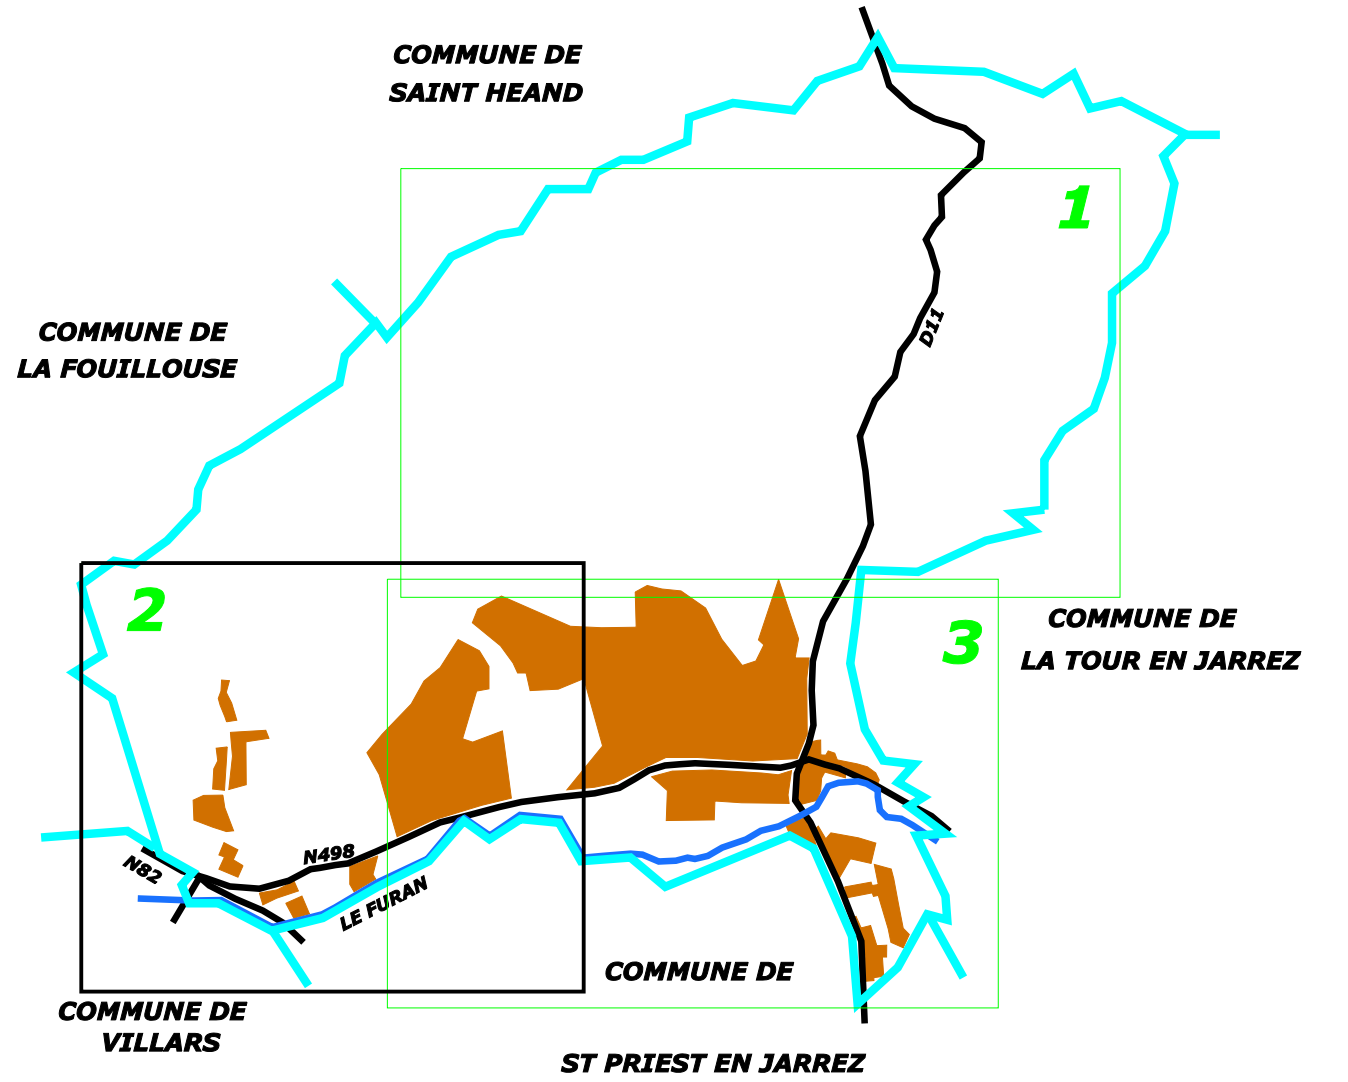 COMMUNE DE
SAINT HEAND
1
COMMUNE DE
LA FOUILLOUSE
D11
2
3
COMMUNE DE
LA TOUR EN JARREZ
N82
N498
LE FURAN
COMMUNE DE
COMMUNE DE
VILLARS
ST PRIEST EN JARREZ